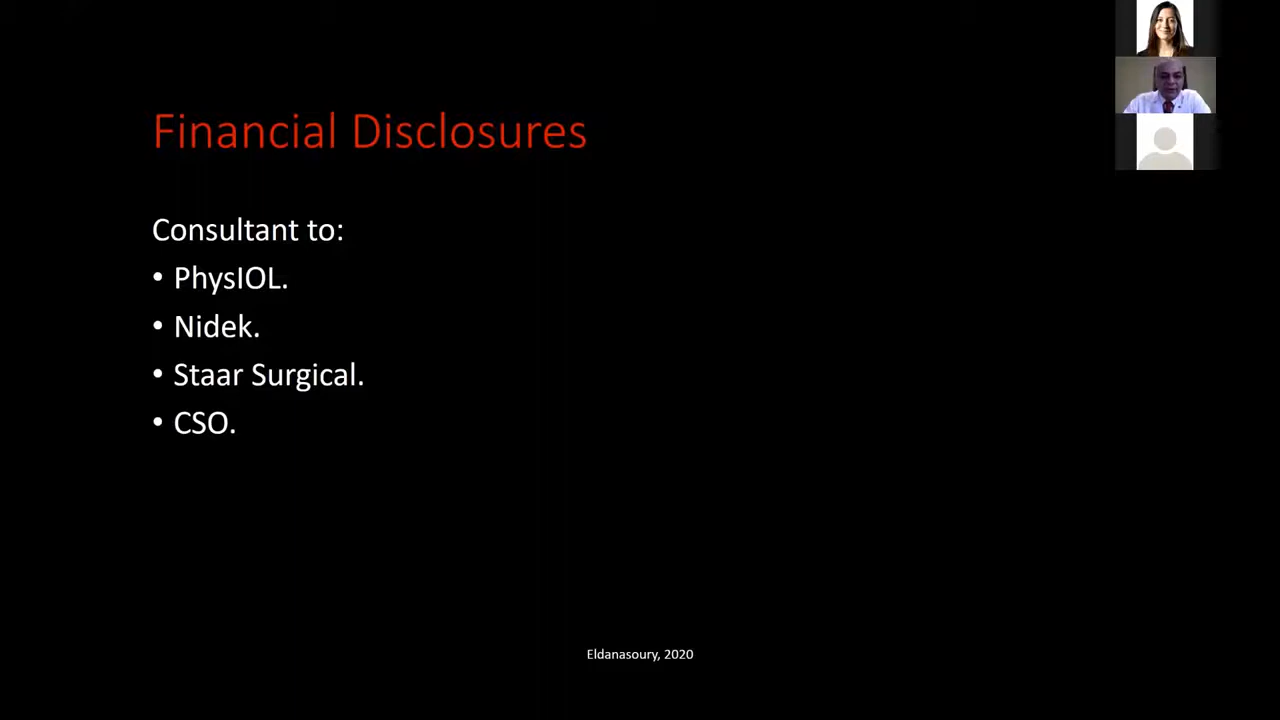 Financial Disclosures
Consultant to:
• PhysIOL.
• Nidek.
• Staar Surgical.
• CSO.
Eldanasoury, 2020